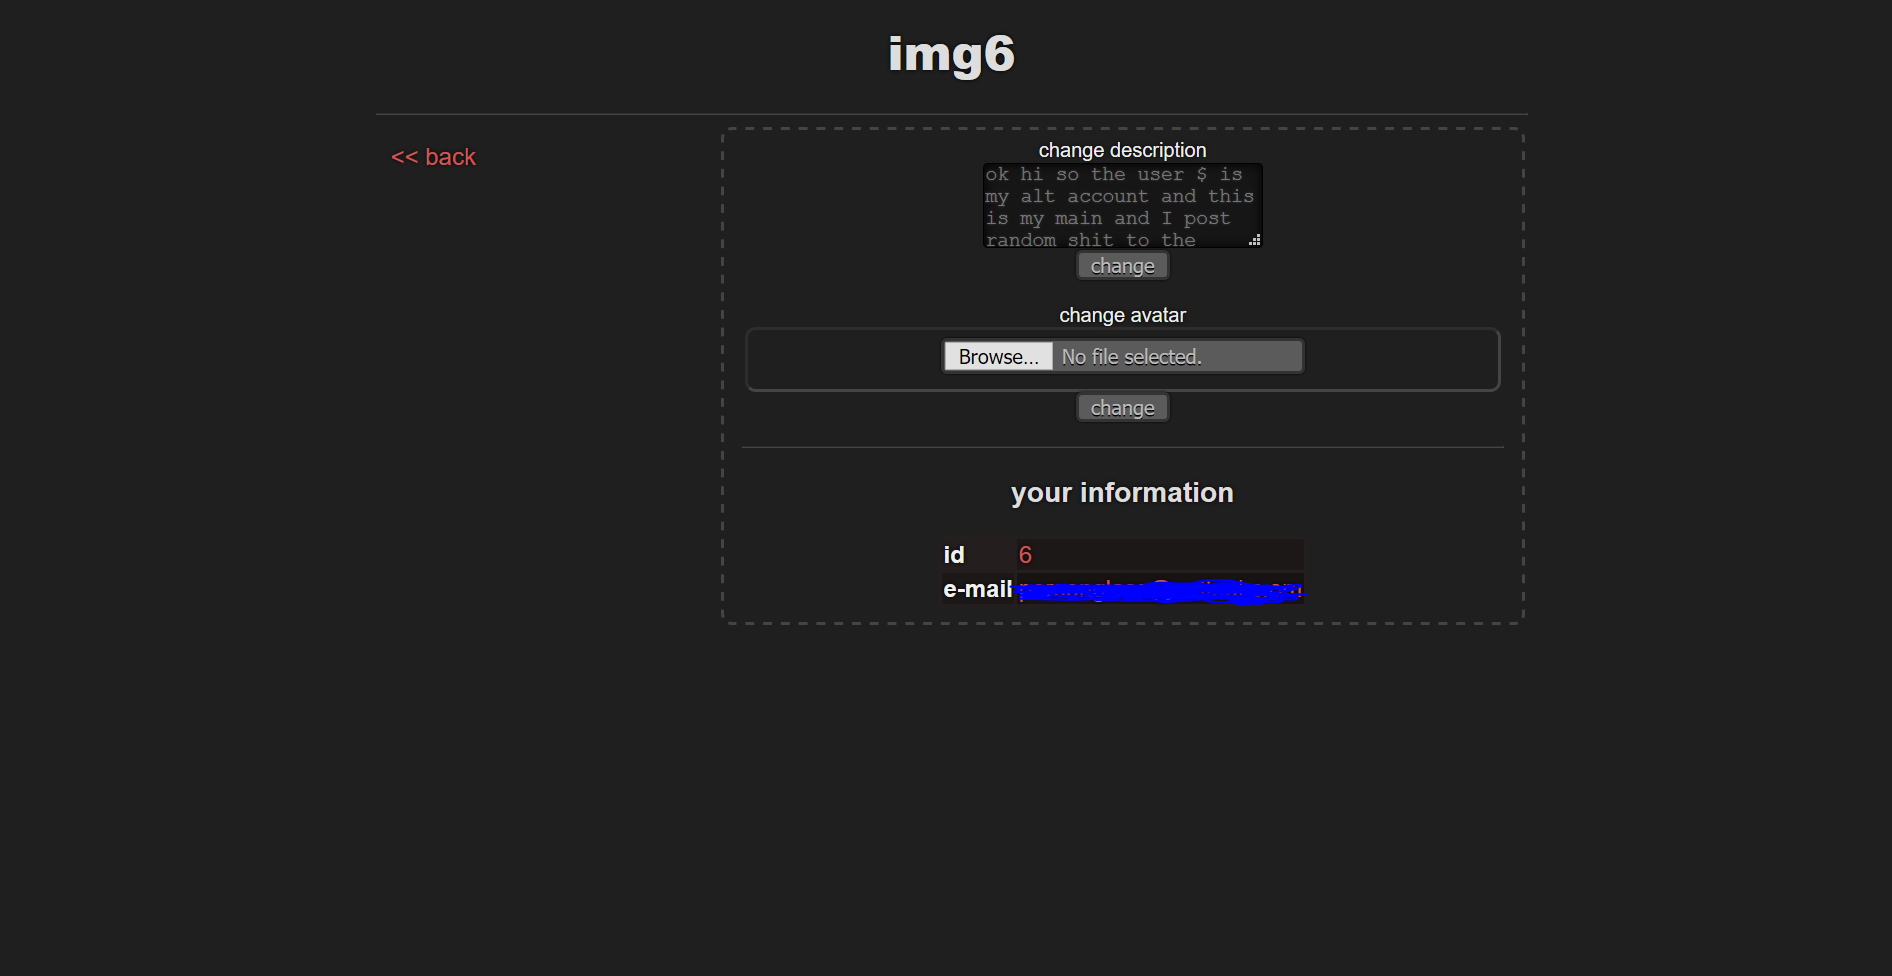 img6
<< back
change description
ok hi so the user $ is
my alt account and this
is my main and I post
random shit to the
change
change avatar
Browse... No file selected.
change
your information
id 6
e-mail